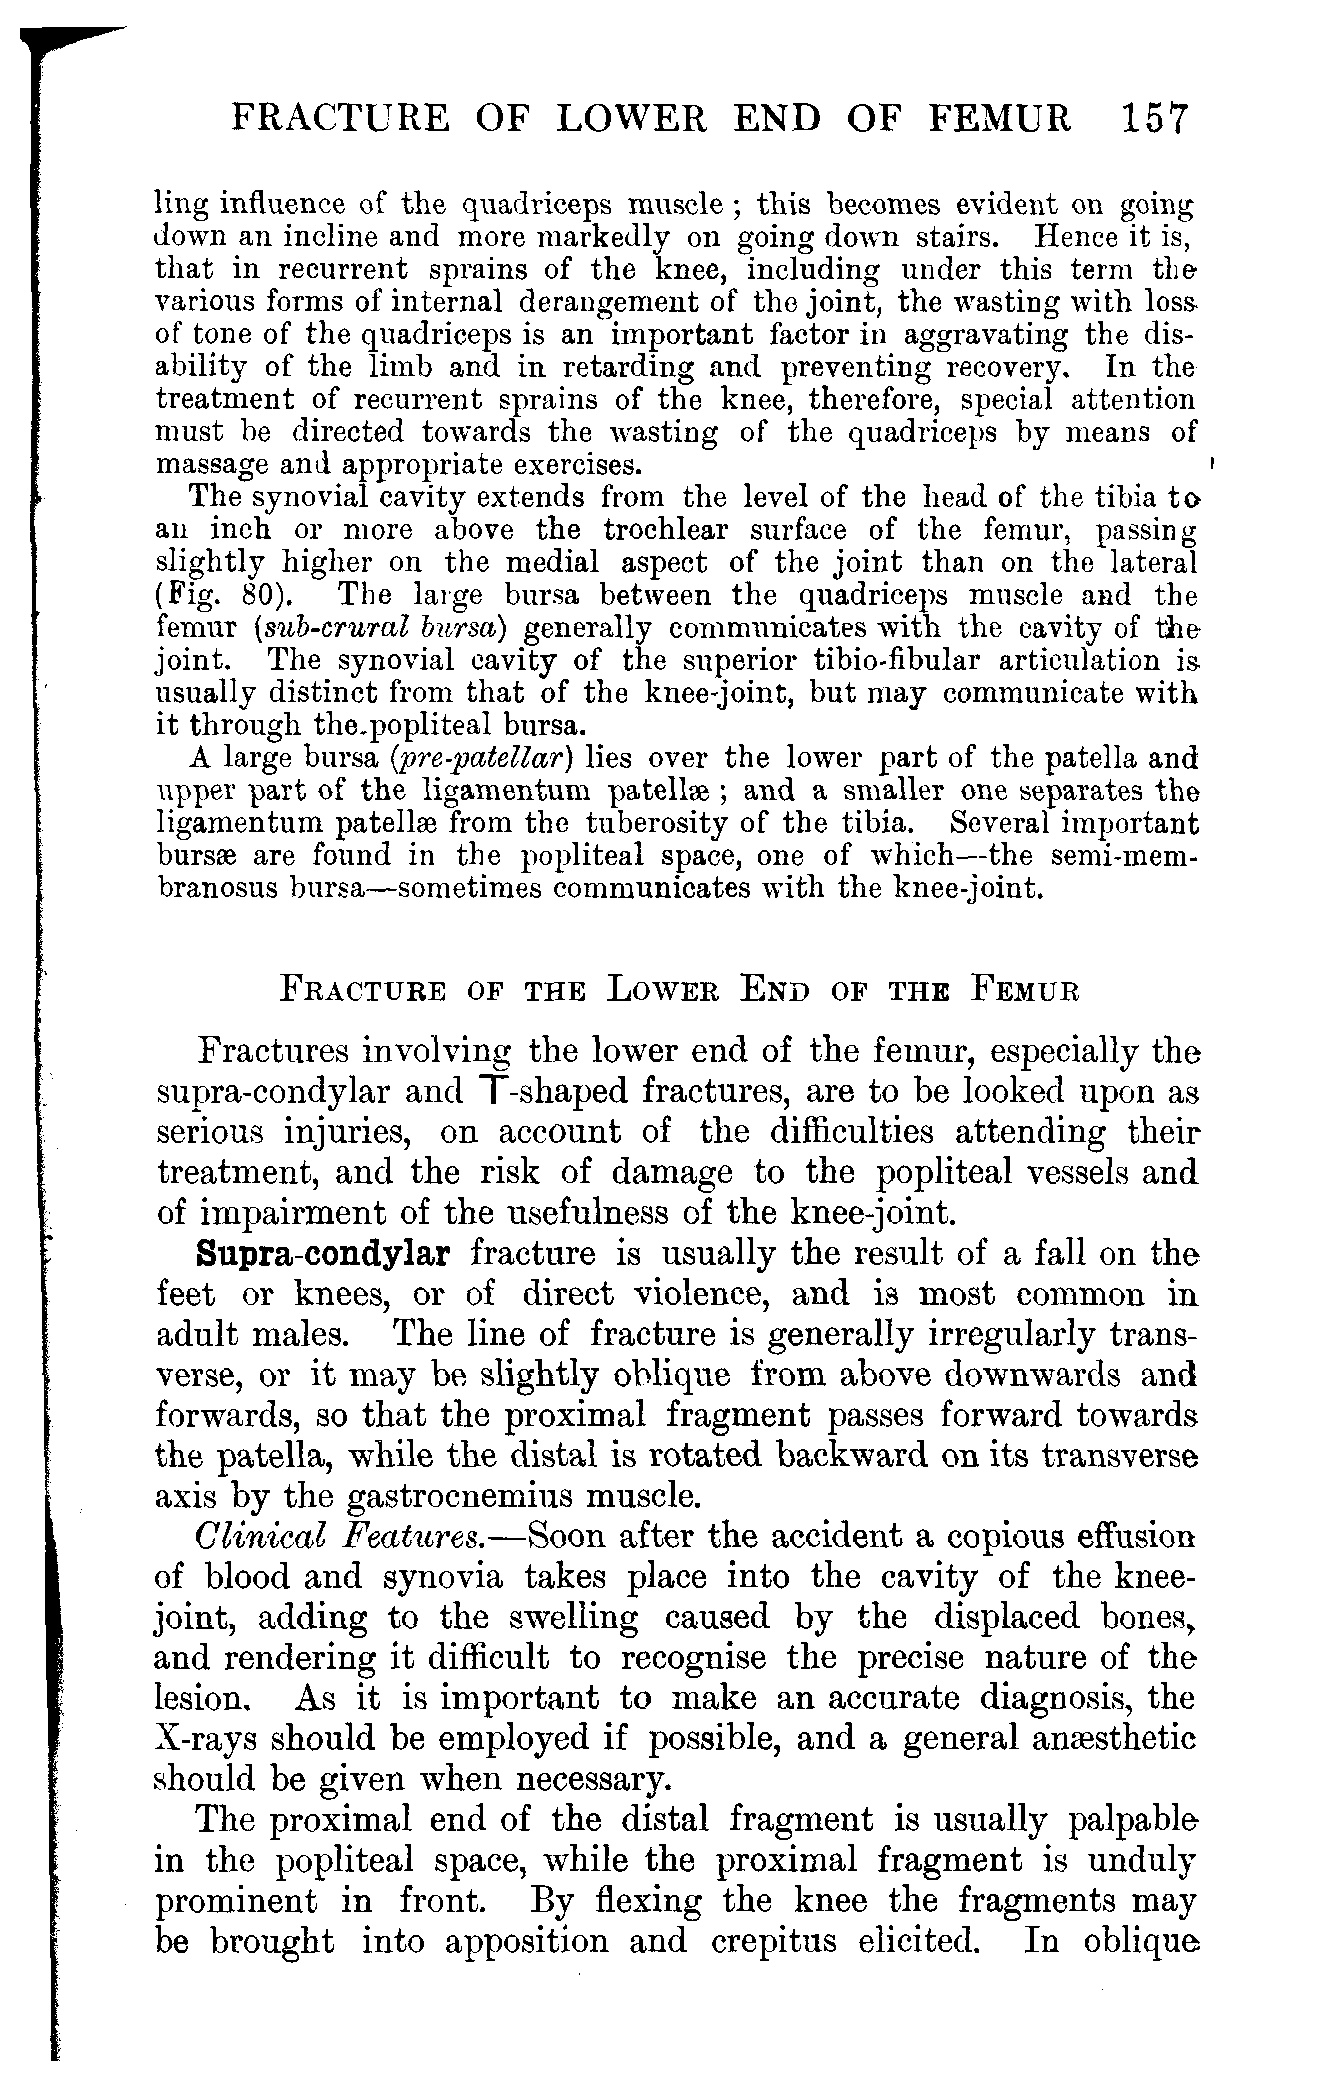 FRACTURE OF LOWER END OF FEMUR 157
ling influence of the quadriceps muscle ; this becomes evident on going
down an incline and more markedly on going down stairs. Hence it is,
that in recurrent sprains of the knee, including under this term the
various forms of internal derangement of the joint, the wasting with loss
of tone of the quadriceps is an important factor in aggravating the dis-
ability of the limb and in retarding and preventing recovery. In the
treatment of recurrent sprains of the knee, therefore, special attention
must be directed towards the wasting of the quadriceps by means of
massage and appropriate exercises.
The synovial cavity extends from the level of the head of the tibia to
an inch or more above the trochlear surface of the femur, passing
slightly higher on the medial aspect of the joint than on the lateral
(Fig. 80). The large bursa between the quadriceps muscle and the
femur (sub-crural bursa) generally communicates with the cavity of the
joint. The synovial cavity of the superior tibio-fibular articulation is
usually distinct from that of the knee-joint, but may communicate with
it through the popliteal bursa.
A large bursa (pre-patellar) lies over the lower part of the patella and
upper part of the ligamentum patellæ ; and a smaller one separates the
ligamentum patellæ from the tuberosity of the tibia. Several important
bursæ are found in the popliteal space, one of which—the semi-mem-
branosus bursa—sometimes communicates with the knee-joint.
FRACTURE OF THE LOWER END OF THE FEMUR
Fractures involving the lower end of the femur, especially the
supra-condylar and T-shaped fractures, are to be looked upon as
serious injuries, on account of the difficulties attending their
treatment, and the risk of damage to the popliteal vessels and
of impairment of the usefulness of the knee-joint.
Supra-condylar fracture is usually the result of a fall on the
feet or knees, or of direct violence, and is most common in
adult males. The line of fracture is generally irregularly trans-
verse, or it may be slightly oblique from above downwards and
forwards, so that the proximal fragment passes forward towards
the patella, while the distal is rotated backward on its transverse
axis by the gastrocnemius muscle.
Clinical Features.—Soon after the accident a copious effusion
of blood and synovia takes place into the cavity of the knee-
joint, adding to the swelling caused by the displaced bones,
and rendering it difficult to recognise the precise nature of the
lesion. As it is important to make an accurate diagnosis, the
X-rays should be employed if possible, and a general anæsthetic
should be given when necessary.
The proximal end of the distal fragment is usually palpable
in the popliteal space, while the proximal fragment is unduly
prominent in front. By flexing the knee the fragments may
be brought into apposition and crepitus elicited. In oblique